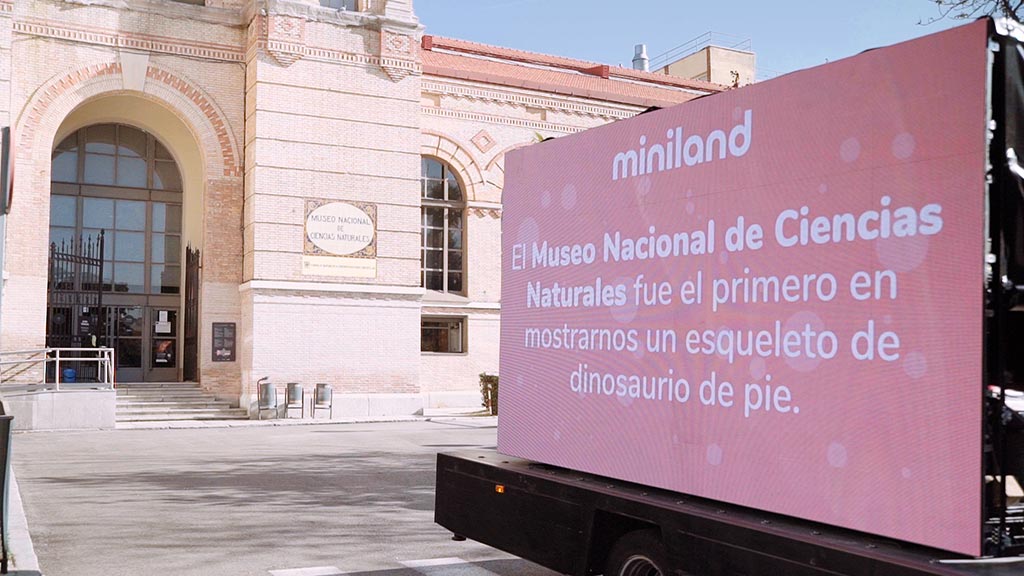 MUSEO NACIONAL
DE
CIENCIAS NATURALES
miniland
El Museo Nacional de Ciencias
Naturales fue el primero en
mostrarnos un esqueleto de
dinosaurio de pie.